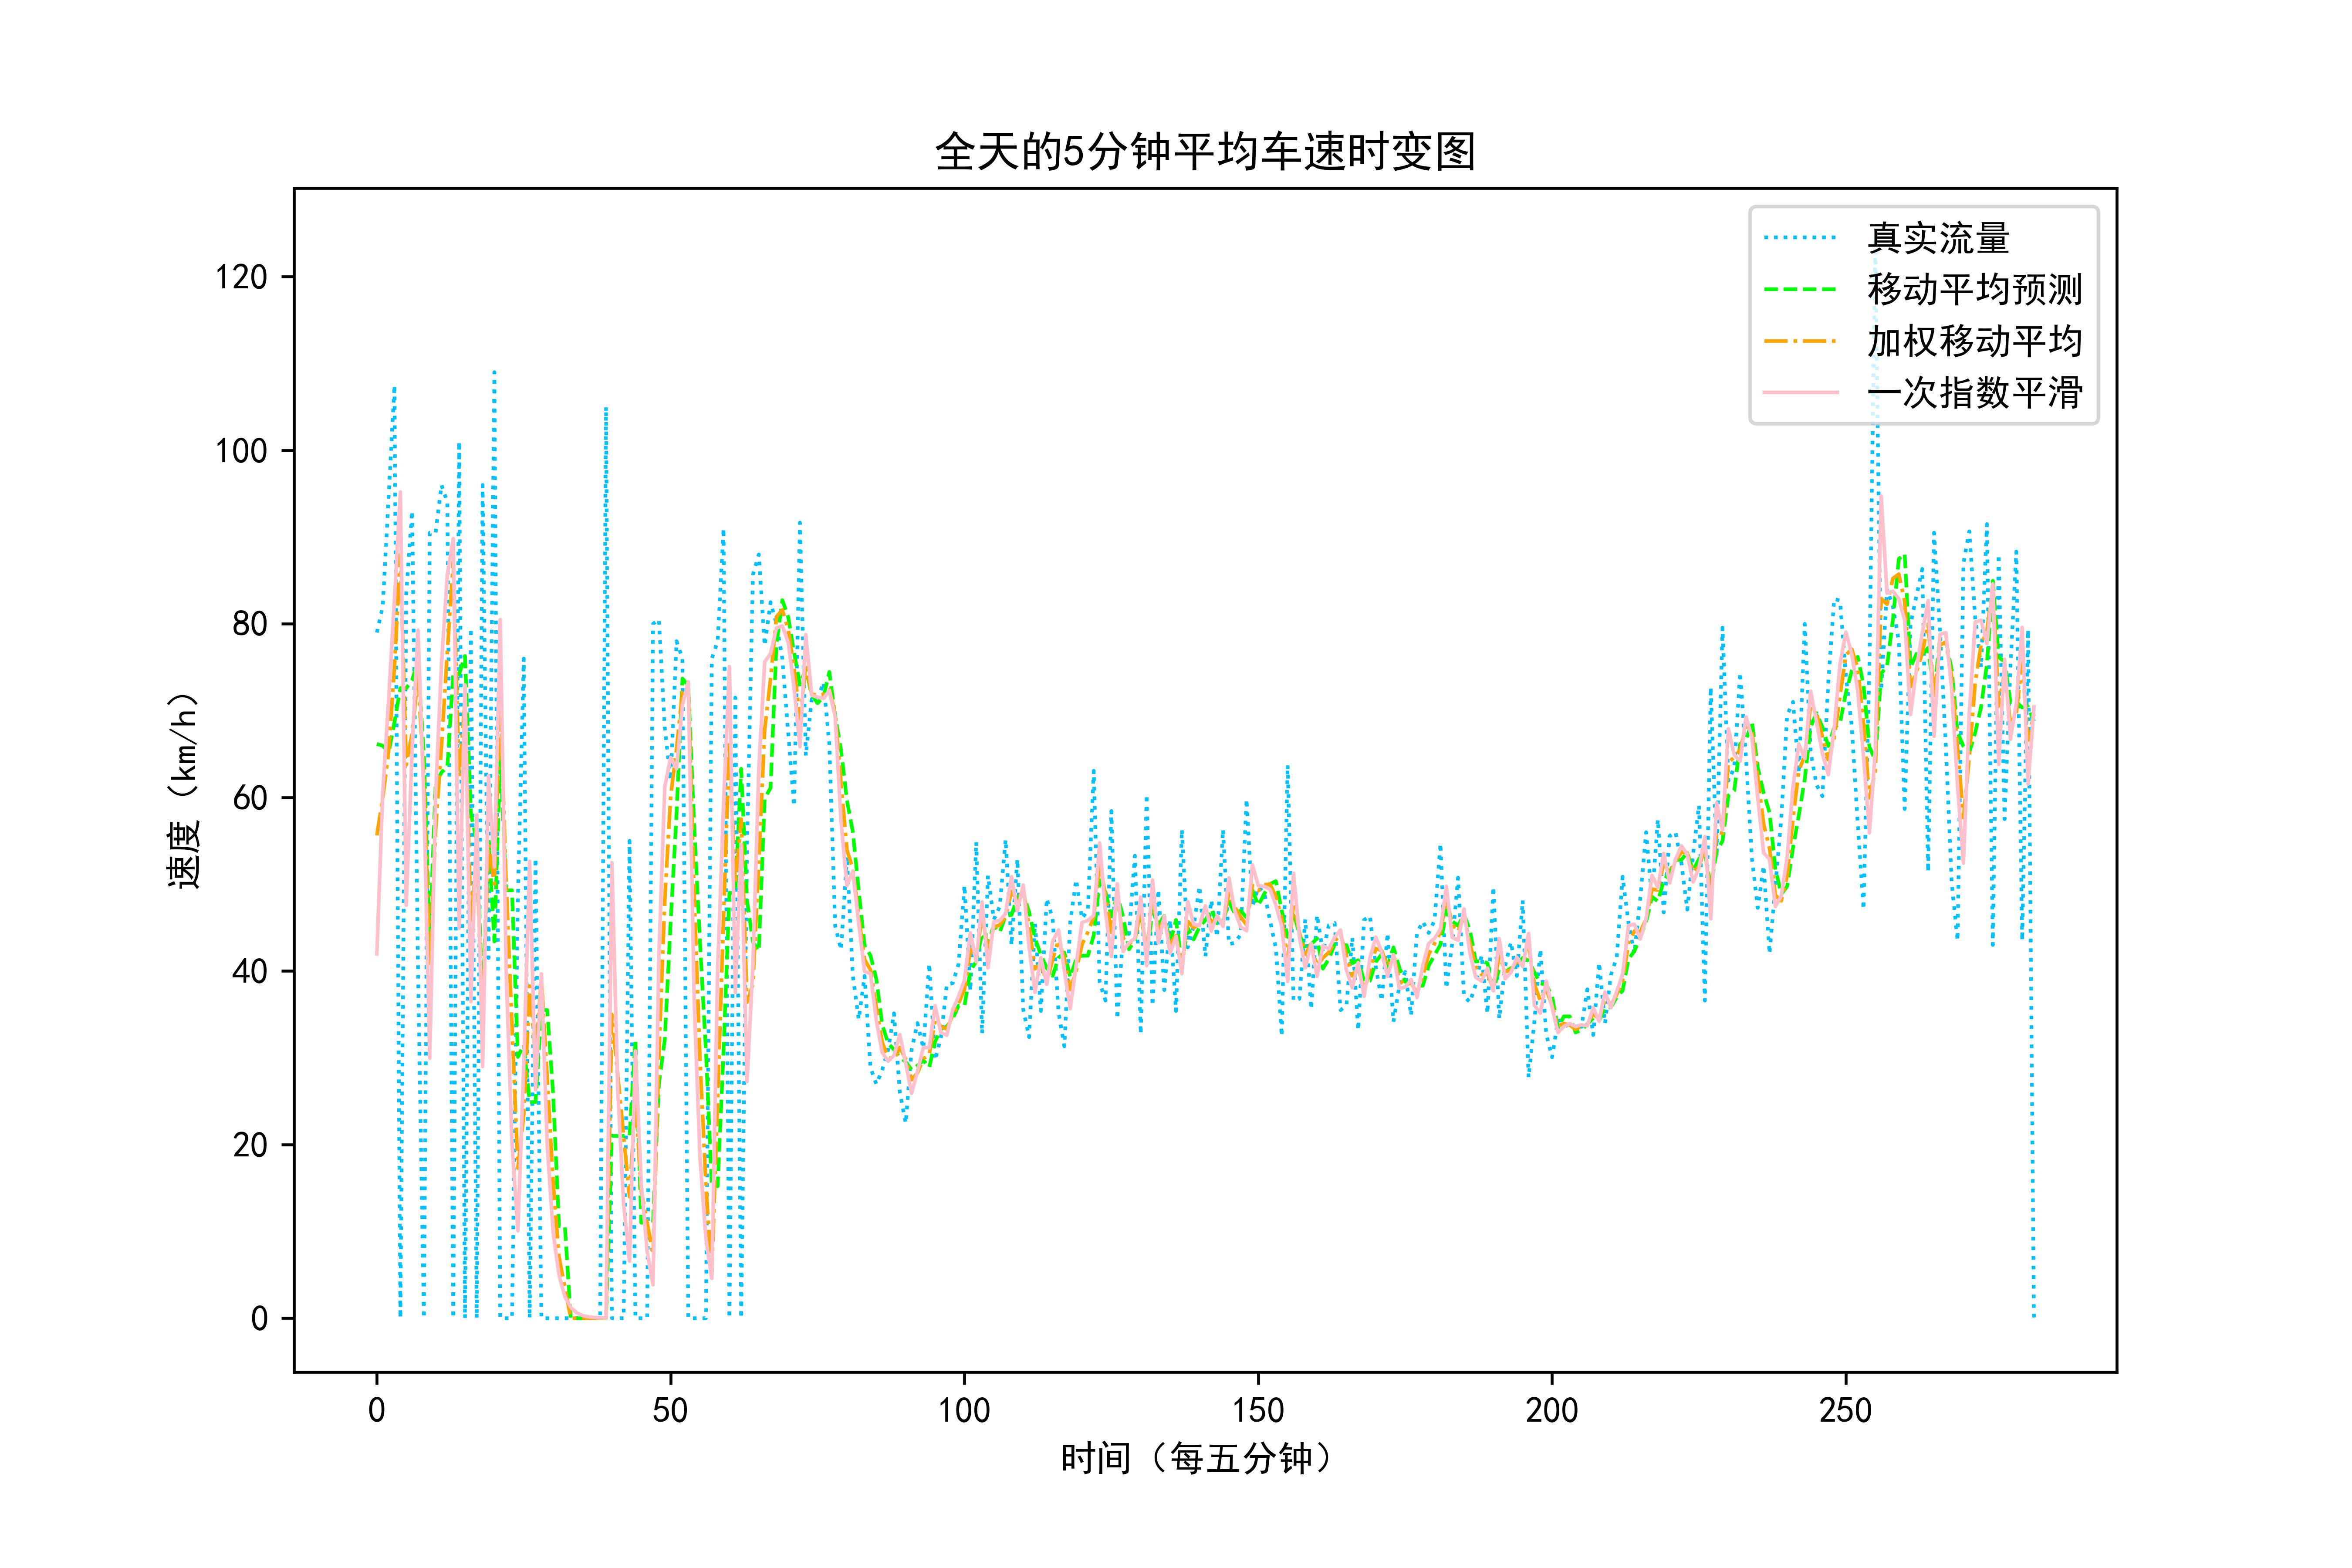 全天的5分钟平均车速时变图
真实流量
移动平均预测
加权移动平均
一次指数平滑
速度（km/h）
120
100
80
60
40
20
0
0 50 100 150 200 250
时间（每五分钟）